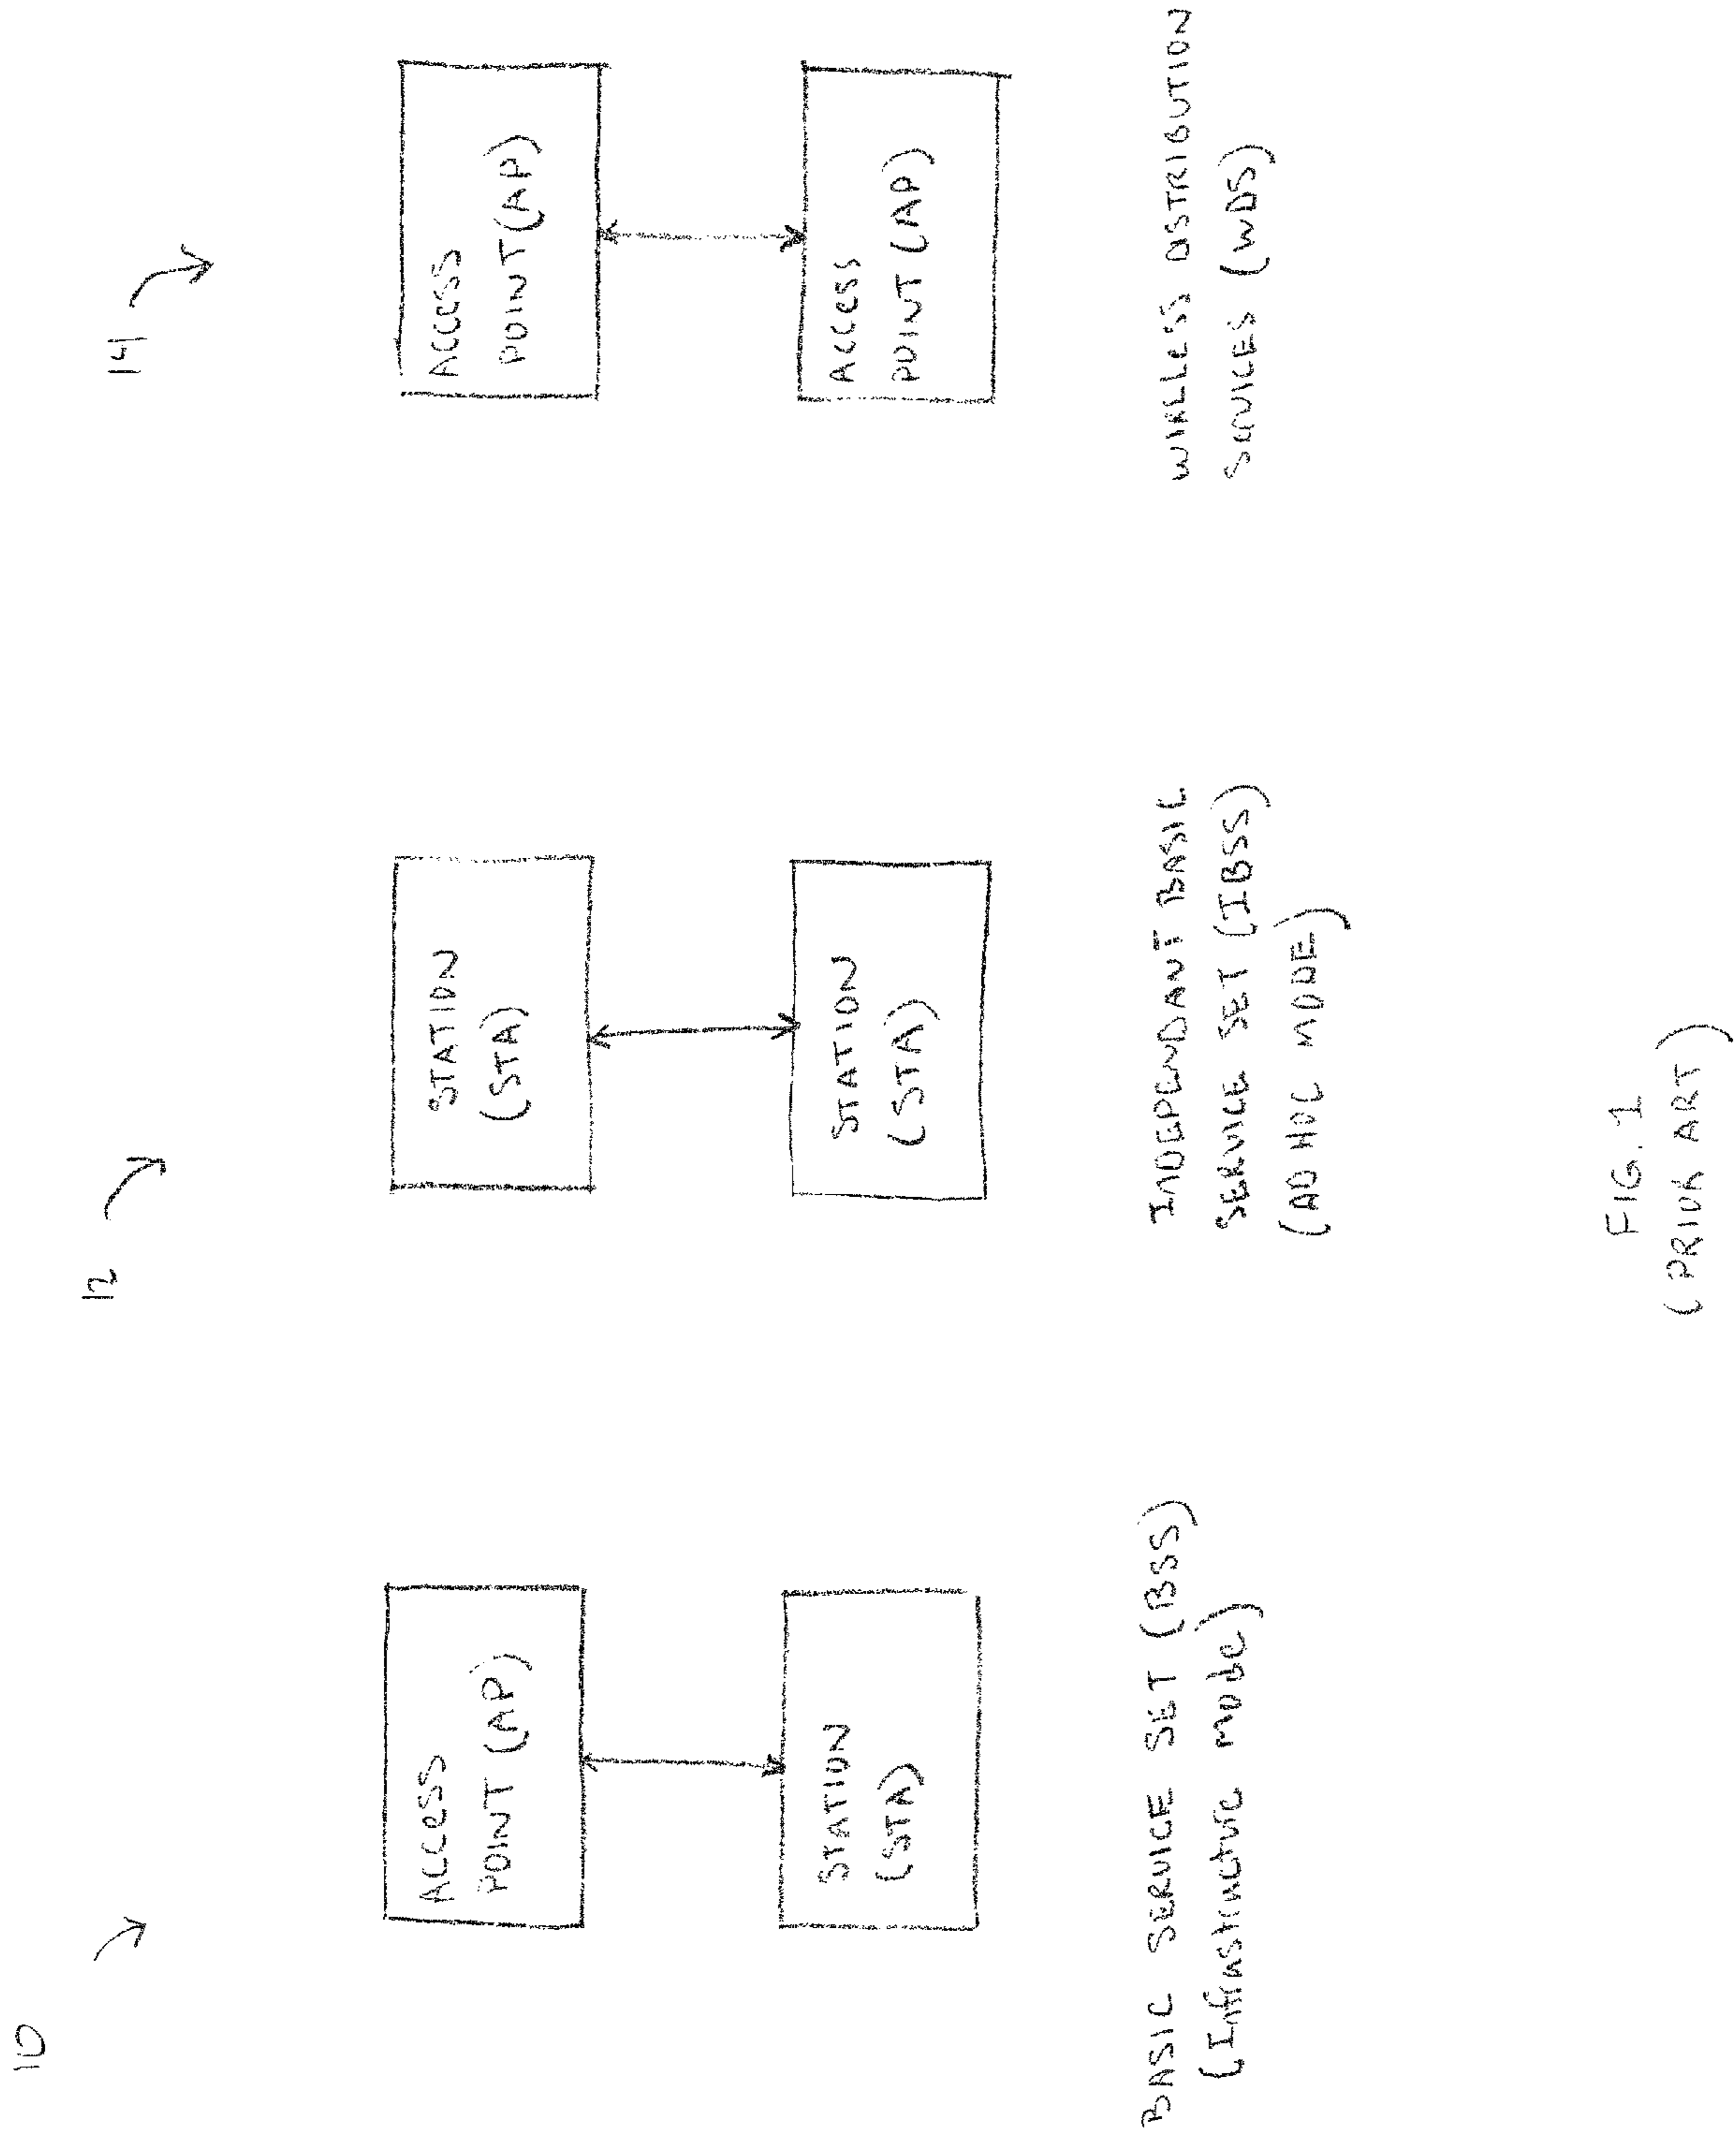 10
ACCESS
POINT (AP)
STATION
(STA)
BASIC SERVICE SET (BSS)
(Infrastructure mode)
12
STATION
(STA)
STATION
(STA)
INDEPENDANT BASIC
SERVICE SET (IBSS)
(AD HOC MODE)
14
ACCESS
POINT (AP)
ACCESS
POINT (AP)
WIRELESS DISTRIBUTION
SERVICES (WDS)
FIG. 1
(PRIOR ART)